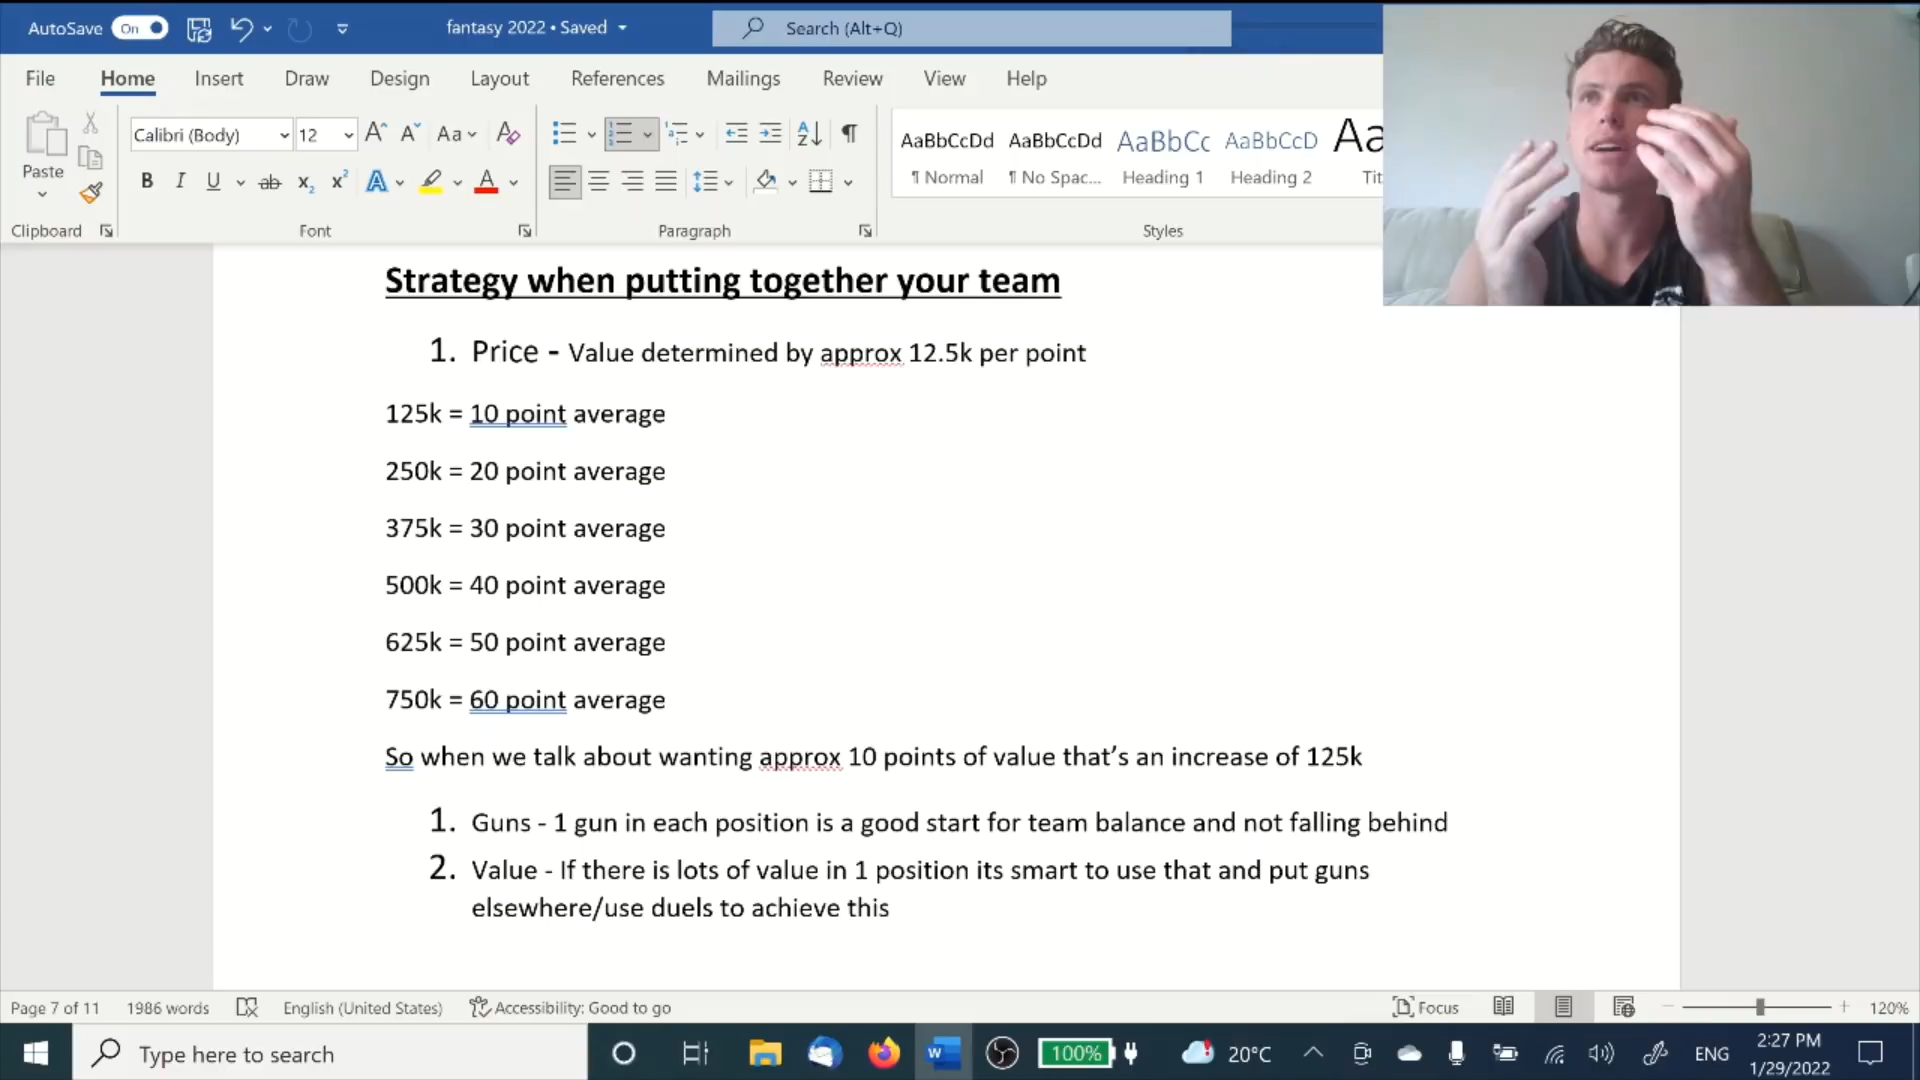 AutoSave On fantasy 2022 • Saved Search (Alt+Q)
File Home Insert Draw Design Layout References Mailings Review View Help
Calibri (Body) 12 Aa
Paste
B I U ab x₂ x² A A
AaBbCcDd AaBbCcDd AaBbCc AaBbCcD Aa
¶ Normal ¶ No Spac... Heading 1 Heading 2 Tit
Clipboard Font Paragraph Styles
Strategy when putting together your team
1. Price - Value determined by approx 12.5k per point
125k = 10 point average
250k = 20 point average
375k = 30 point average
500k = 40 point average
625k = 50 point average
750k = 60 point average
So when we talk about wanting approx 10 points of value that’s an increase of 125k
1. Guns - 1 gun in each position is a good start for team balance and not falling behind
2. Value - If there is lots of value in 1 position its smart to use that and put guns
elsewhere/use duels to achieve this
Page 7 of 11 1986 words English (United States) Accessibility: Good to go Focus 120%
Type here to search 100% 20°C ENG 2:27 PM
1/29/2022